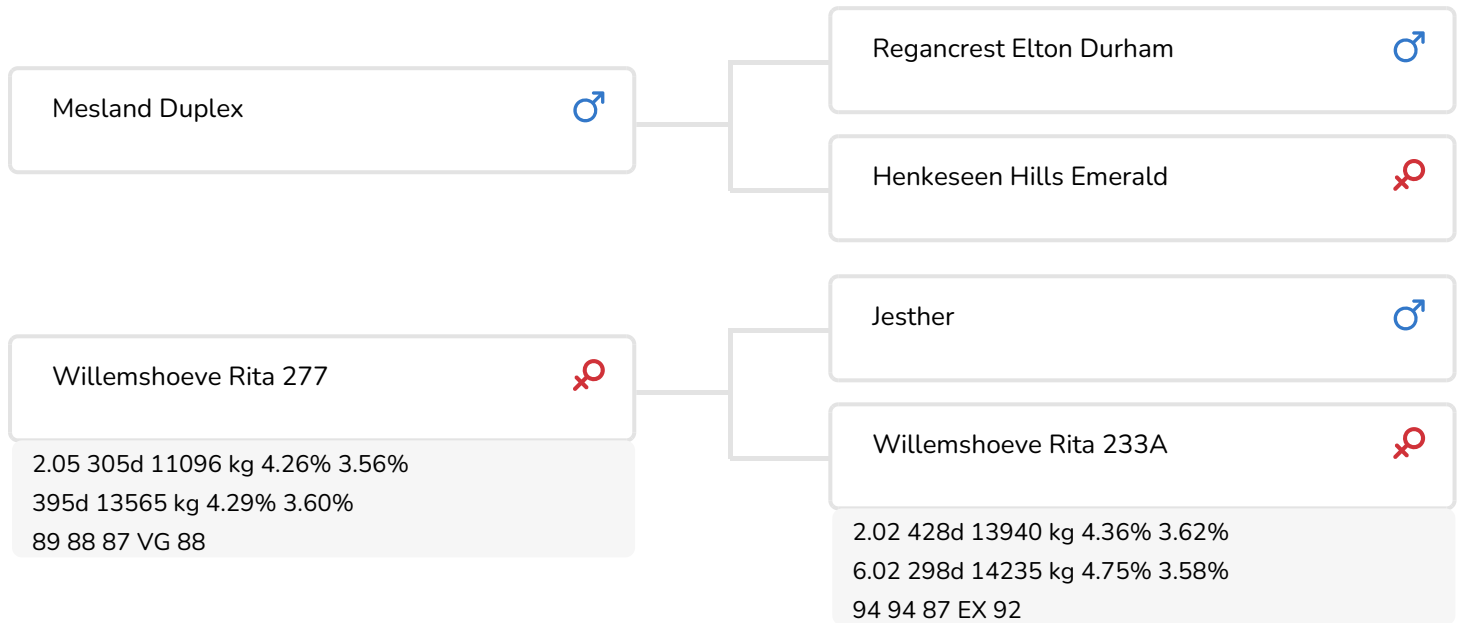 Mesland Duplex
Regancrest Elton Durham
Henkeseen Hills Emerald
Willemshoeve Rita 277
2.05 305d 11096 kg 4.26% 3.56%
395d 13565 kg 4.29% 3.60%
89 88 87 VG 88
Jesther
Willemshoeve Rita 233A
2.02 428d 13940 kg 4.36% 3.62%
6.02 298d 14235 kg 4.75% 3.58%
94 94 87 EX 92